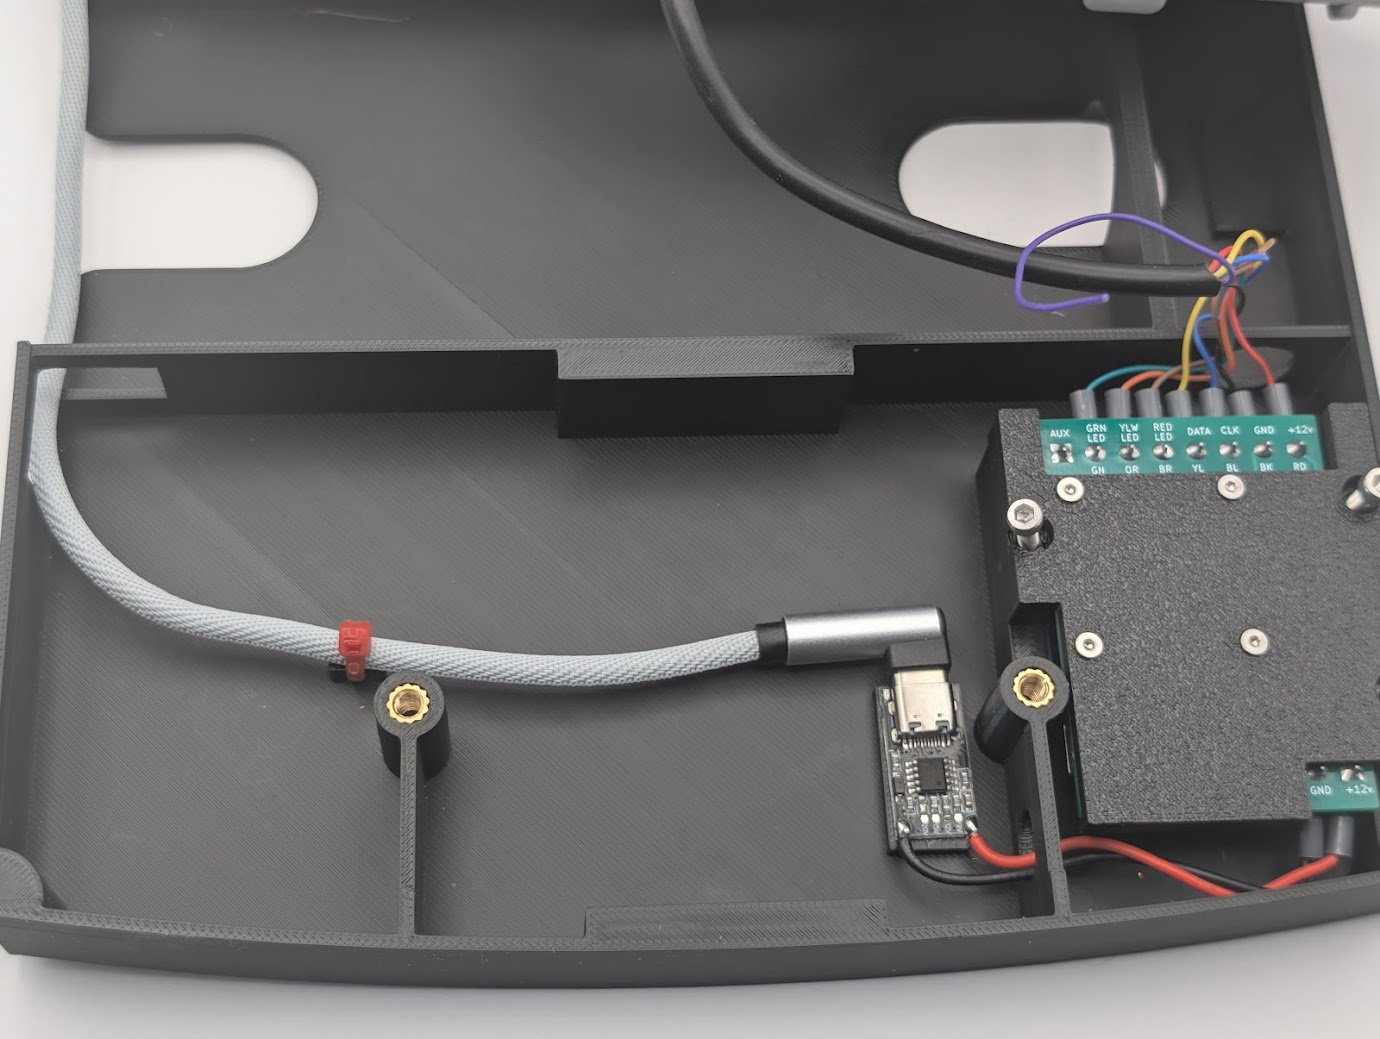 AUX
GRN LED
YLW LED
RED LED
DATA
CLK
GND
+12v
GN
OR
BR
YL
BL
BK
RD
GND
+12v